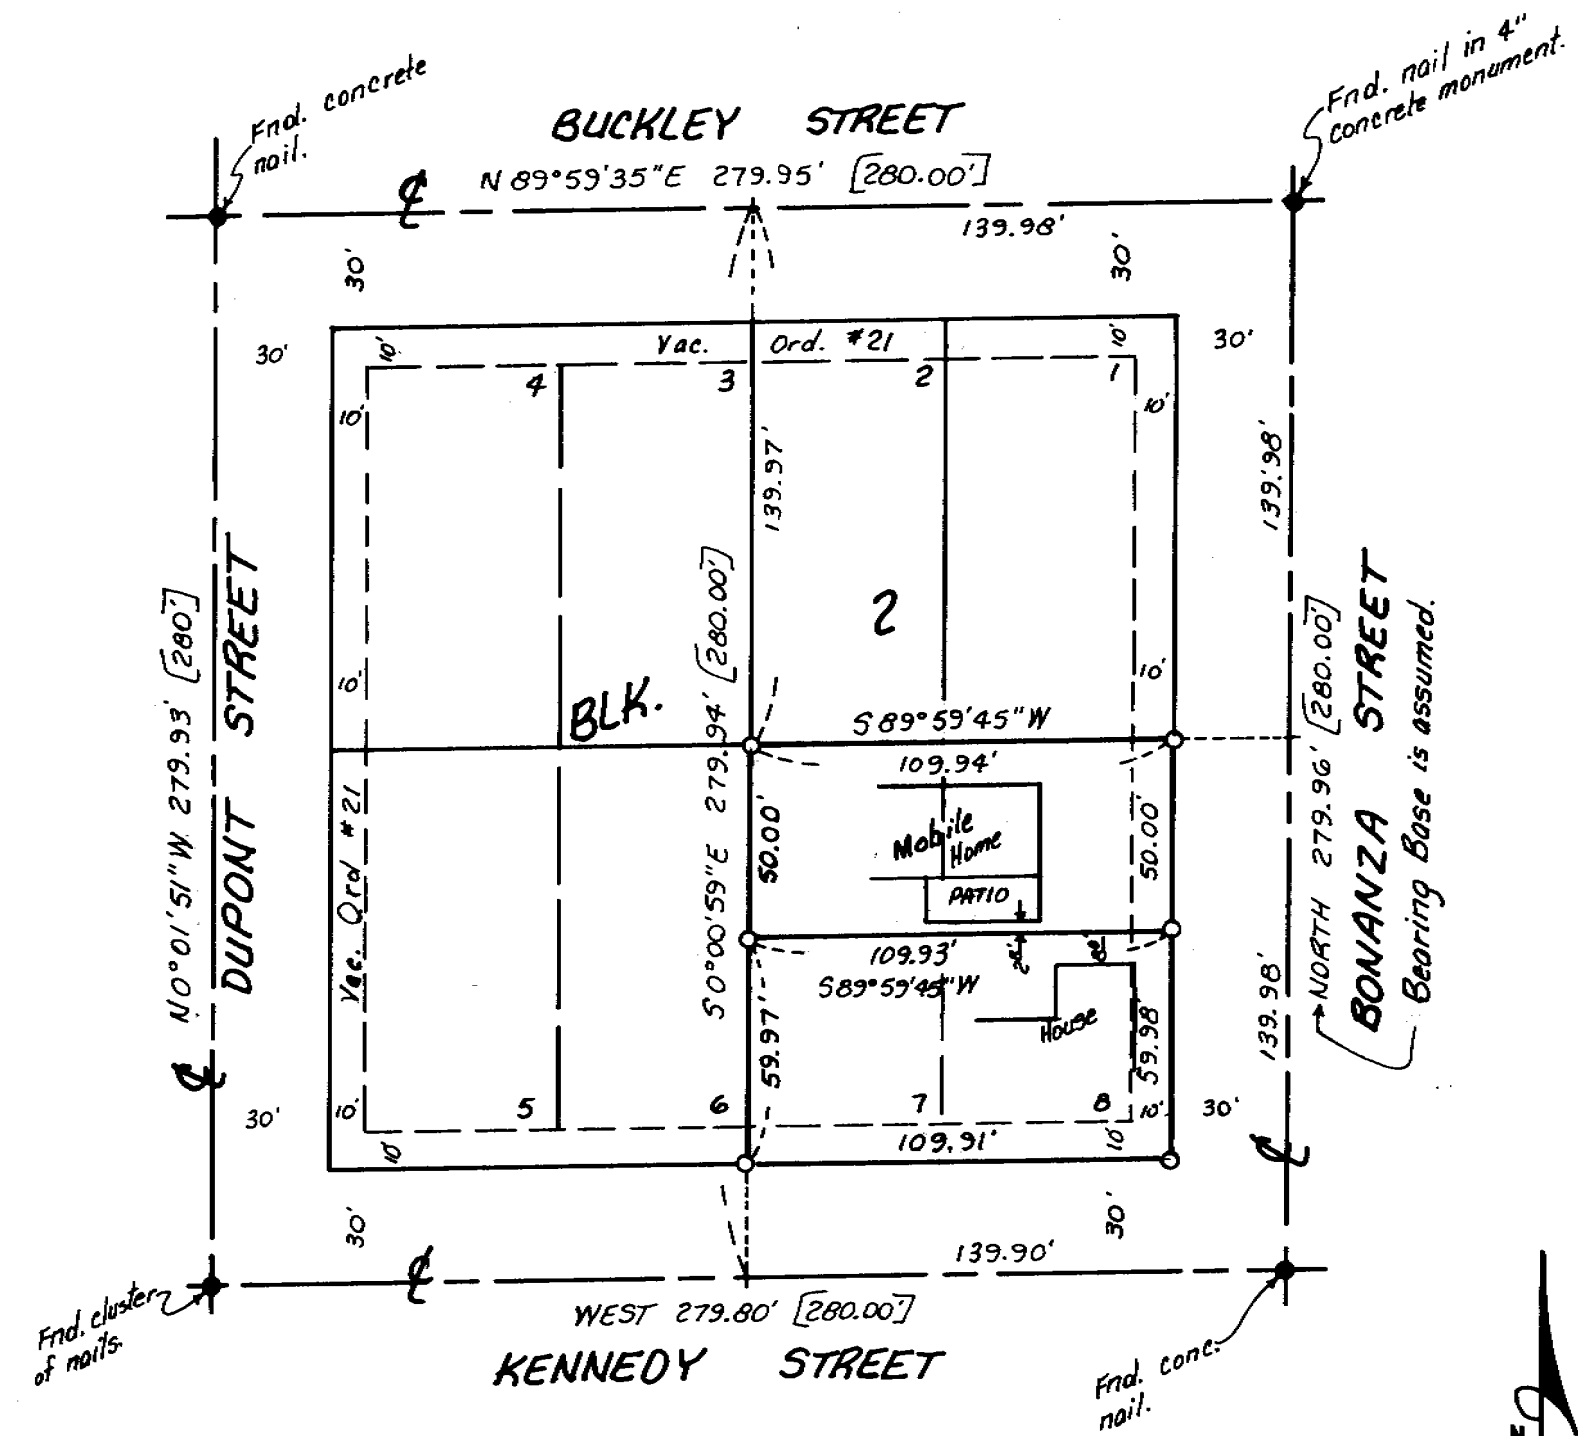 Fnd. concrete
nail.
Fnd. nail in 4"
concrete monument.
BUCKLEY STREET
℄ N 89°59'35"E 279.95' [280.00']
139.98'
30' 30'
30' 30'
10' Vac. Ord. #21 10'
4 3 2 1
10' 10'
139.97'
139.98'
2
BLK.
10' 10'
S 0°00'59"E 279.94' [280.00']
N 0°01'51"W 279.93' [280']
DUPONT STREET
℄
Vac. Ord #21
S 89°59'45"W
109.94'
50.00' 50.00'
Mobile
Home
PATIO
109.93'
S89°59'45"W
House
59.97' 59.98'
139.98'
NORTH 279.96' [280.00']
BONANZA STREET
Bearing Base is assumed.
5 6 7 8
30' 10' 10' 30'
10' 109.91' 10'
℄
30' 30'
139.90'
℄
WEST 279.80' [280.00']
KENNEDY STREET
Fnd. cluster
of nails.
Fnd. conc.
nail.